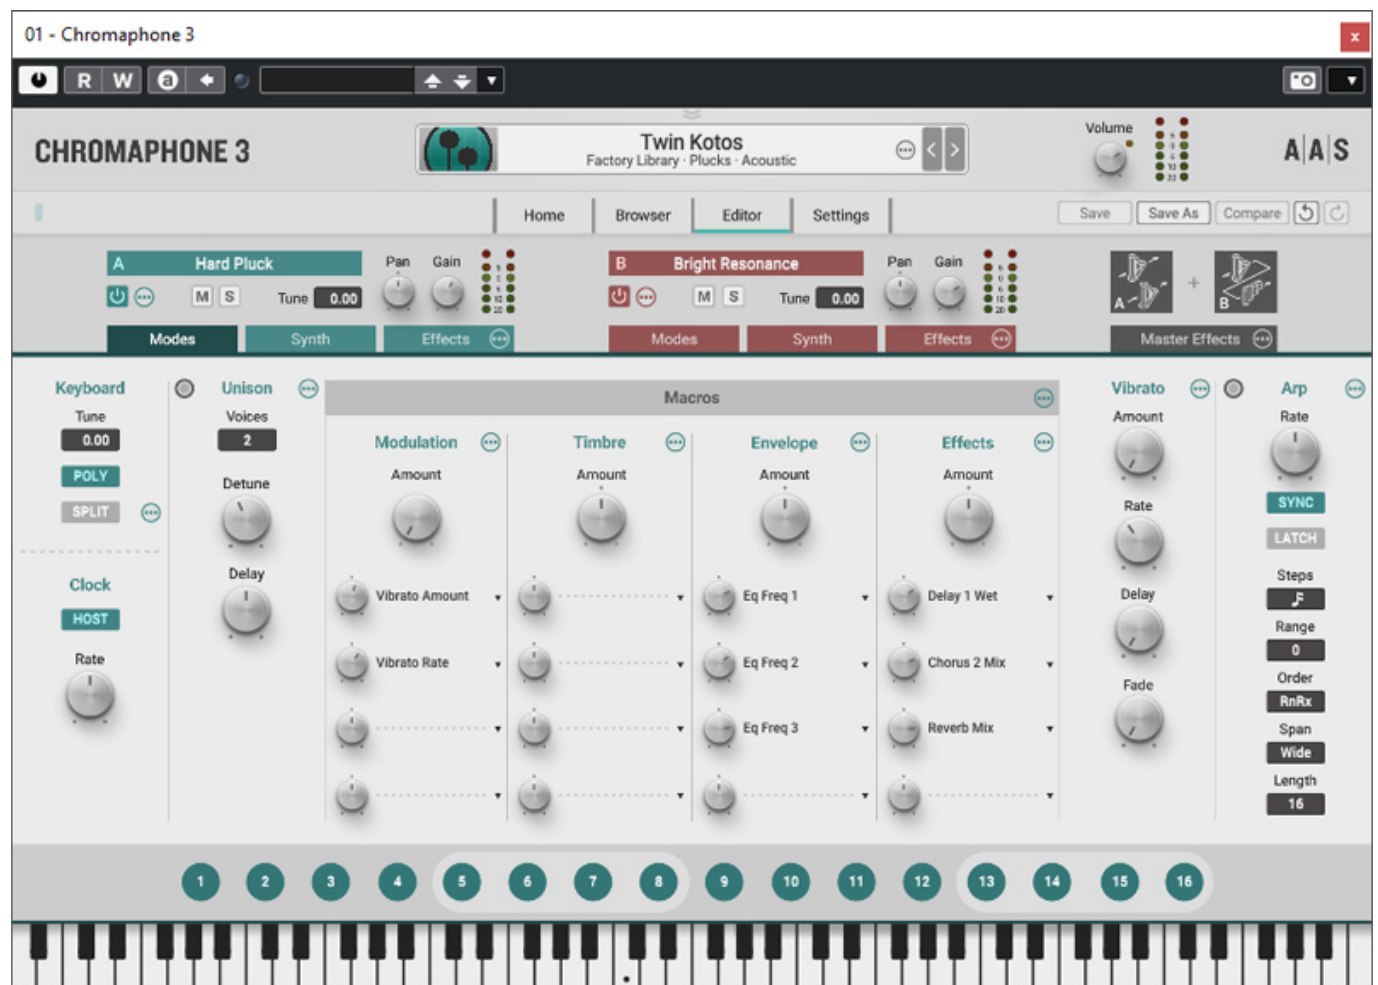 01 - Chromaphone 3
x
R W a
CHROMAPHONE 3
Twin Kotos
Factory Library · Plucks · Acoustic
Volume
A|A|S
Home Browser Editor Settings
Save Save As Compare
A Hard Pluck
Pan Gain
M S Tune 0.00
B Bright Resonance
Pan Gain
M S Tune 0.00
A
B
Modes Synth Effects
Modes Synth Effects
Master Effects
Keyboard
Tune
0.00
POLY
SPLIT
Clock
HOST
Rate
Unison
Voices
2
Detune
Delay
Macros
Modulation
Amount
Vibrato Amount
Vibrato Rate
Timbre
Amount
Envelope
Amount
Eq Freq 1
Eq Freq 2
Eq Freq 3
Effects
Amount
Delay 1 Wet
Chorus 2 Mix
Reverb Mix
Vibrato
Amount
Rate
Delay
Fade
Arp
Rate
SYNC
LATCH
Steps
Range
0
Order
RnRx
Span
Wide
Length
16
1 2 3 4 5 6 7 8 9 10 11 12 13 14 15 16